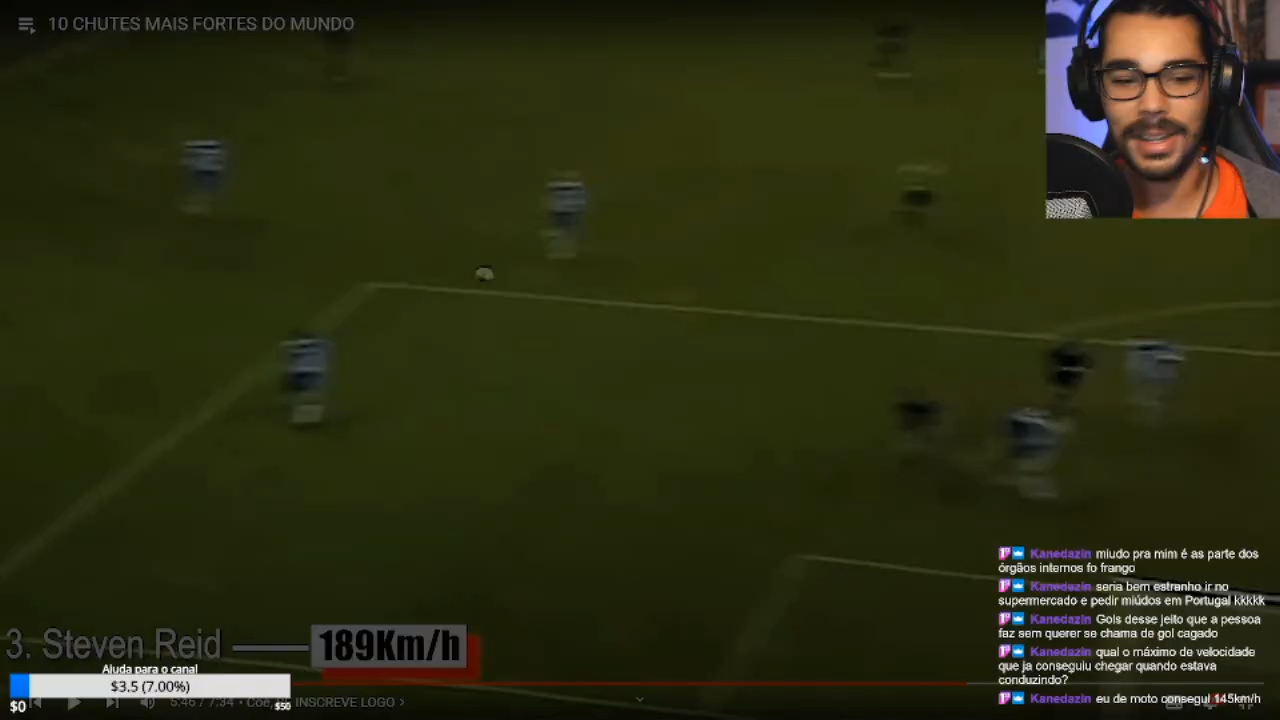 10 CHUTES MAIS FORTES DO MUNDO
Kanedazin miudo pra mim é as parte dos
órgãos internos fo frango
Kanedazin seria bem estranho ir no
supermercado e pedir miúdos em Portugal kkkkk
Kanedazin Gols desse jeito que a pessoa
faz sem querer se chama de gol cagado
Kanedazin qual o máximo de velocidade
que ja conseguiu chegar quando estava
conduzindo?
Kanedazin eu de moto consegui 145km/h
3. Steven Reid 189Km/h
Ajuda para o canal
$3.5 (7.00%)
$0 $50
5:46 / 7:34 • INSCREVE LOGO >